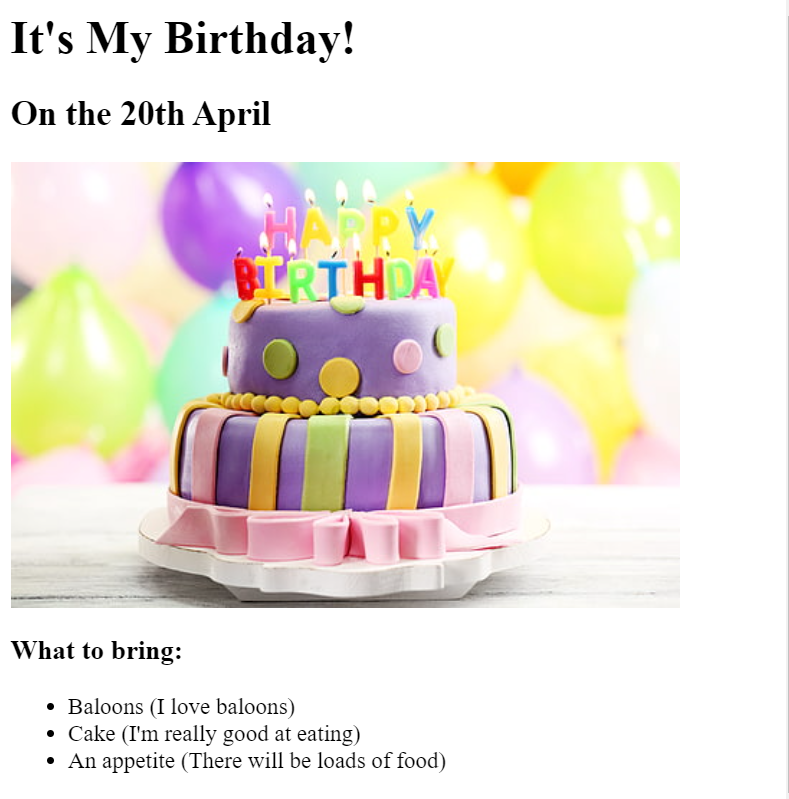 It's My Birthday!
On the 20th April
HAPPY
BIRTHDAY
What to bring:
Baloons (I love baloons)
Cake (I'm really good at eating)
An appetite (There will be loads of food)